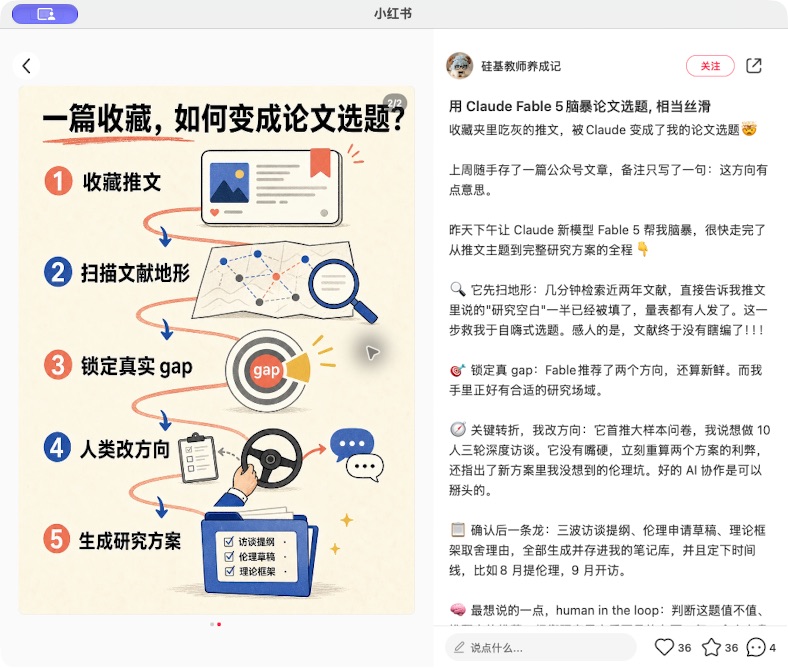 小红书
2/2
一篇收藏，如何变成论文选题？
1 收藏推文
2 扫描文献地形
3 锁定真实 gap
gap
4 人类改方向
5 生成研究方案
访谈提纲
伦理草稿
理论框架
硅基教师养成记
关注
用 Claude Fable 5 脑暴论文选题, 相当丝滑
收藏夹里吃灰的推文，被 Claude 变成了我的论文选题🤯
上周随手存了一篇公众号文章，备注只写了一句：这方向有
点意思。
昨天下午让 Claude 新模型 Fable 5 帮我脑暴，很快走完了
从推文主题到完整研究方案的全程 👇
🔍 它先扫地形：几分钟检索近两年文献，直接告诉我推文
里说的"研究空白"一半已经被填了，量表都有人发了。这一
步救我于自嗨式选题。感人的是，文献终于没有瞎编了!！!
🎯 锁定真 gap：Fable推荐了两个方向，还算新鲜。而我
手里正好有合适的研究场域。
🧭 关键转折，我改方向：它首推大样本问卷，我说想做 10
人三轮深度访谈。它没有嘴硬，立刻重算两个方案的利弊，
还指出了新方案里我没想到的伦理坑。好的 AI 协作是可以
掰头的。
📋 确认后一条龙：三波访谈提纲、伦理申请草稿、理论框
架取舍理由，全部生成并存进我的笔记库，并且定下时间
线，比如 8 月提伦理，9 月开访。
🧠 最想说的一点，human in the loop：判断这题值不值、
说点什么...
36
36
4